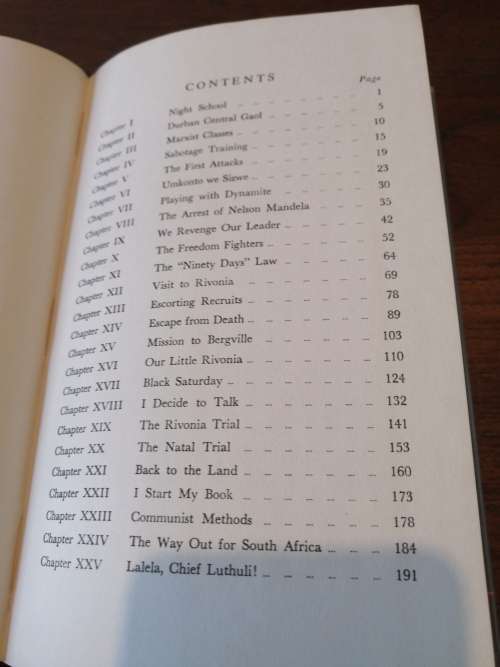 CONTENTS
Page
Chapter I Night School 1
Chapter II Durban Central Gaol 5
Chapter III Marxist Classes 10
Chapter IV Sabotage Training 15
Chapter V The First Attacks 19
Chapter VI Umkonto we Sizwe 23
Chapter VII Playing with Dynamite 30
Chapter VIII The Arrest of Nelson Mandela 35
Chapter IX We Revenge Our Leader 42
Chapter X The Freedom Fighters 52
Chapter XI The "Ninety Days" Law 64
Chapter XII Visit to Rivonia 69
Chapter XIII Escorting Recruits 78
Chapter XIV Escape from Death 89
Chapter XV Mission to Bergville 103
Chapter XVI Our Little Rivonia 110
Chapter XVII Black Saturday 124
Chapter XVIII I Decide to Talk 132
Chapter XIX The Rivonia Trial 141
Chapter XX The Natal Trial 153
Chapter XXI Back to the Land 160
Chapter XXII I Start My Book 173
Chapter XXIII Communist Methods 178
Chapter XXIV The Way Out for South Africa 184
Chapter XXV Lalela, Chief Luthuli! 191